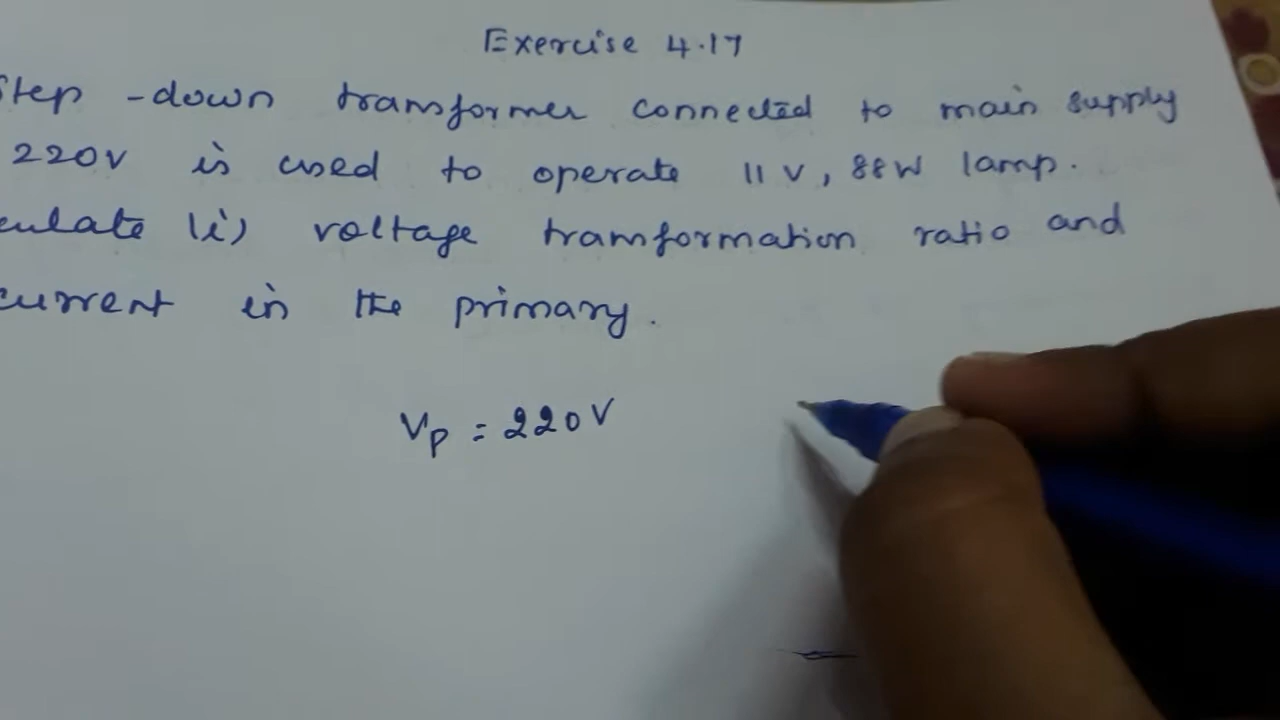 Exercise 4.17
Step-down transformer connected to main supply
220V is used to operate 11V, 88W lamp.
culate (i) voltage transformation ratio and
current in the primary.
Vp = 220V